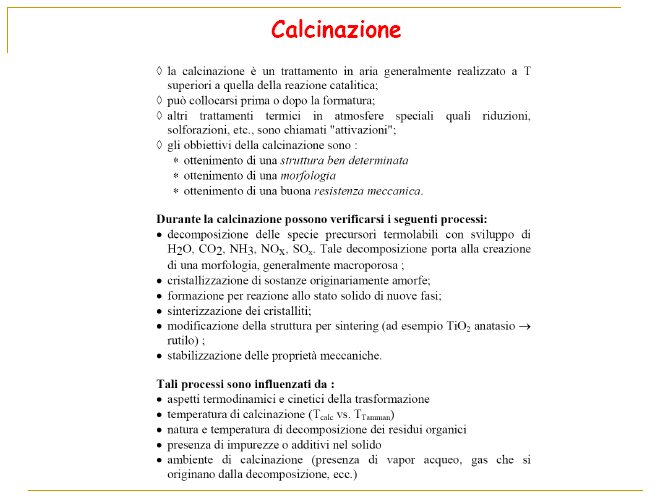 Calcinazione
◊ la calcinazione è un trattamento in aria generalmente realizzato a T
superiori a quella della reazione catalitica;
◊ può collocarsi prima o dopo la formatura;
◊ altri trattamenti termici in atmosfere speciali quali riduzioni,
solforazioni, etc., sono chiamati "attivazioni";
◊ gli obbiettivi della calcinazione sono :
∗ ottenimento di una struttura ben determinata
∗ ottenimento di una morfologia
∗ ottenimento di una buona resistenza meccanica.
Durante la calcinazione possono verificarsi i seguenti processi:
• decomposizione delle specie precursori termolabili con sviluppo di
H2O, CO2, NH3, NOX, SOx. Tale decomposizione porta alla creazione
di una morfologia, generalmente macroporosa ;
• cristallizzazione di sostanze originariamente amorfe;
• formazione per reazione allo stato solido di nuove fasi;
• sinterizzazione dei cristalliti;
• modificazione della struttura per sintering (ad esempio TiO2 anatasio →
rutilo) ;
• stabilizzazione delle proprietà meccaniche.
Tali processi sono influenzati da :
• aspetti termodinamici e cinetici della trasformazione
• temperatura di calcinazione (Tcalc vs. TTamman)
• natura e temperatura di decomposizione dei residui organici
• presenza di impurezze o additivi nel solido
• ambiente di calcinazione (presenza di vapor acqueo, gas che si
originano dalla decomposizione, ecc.)